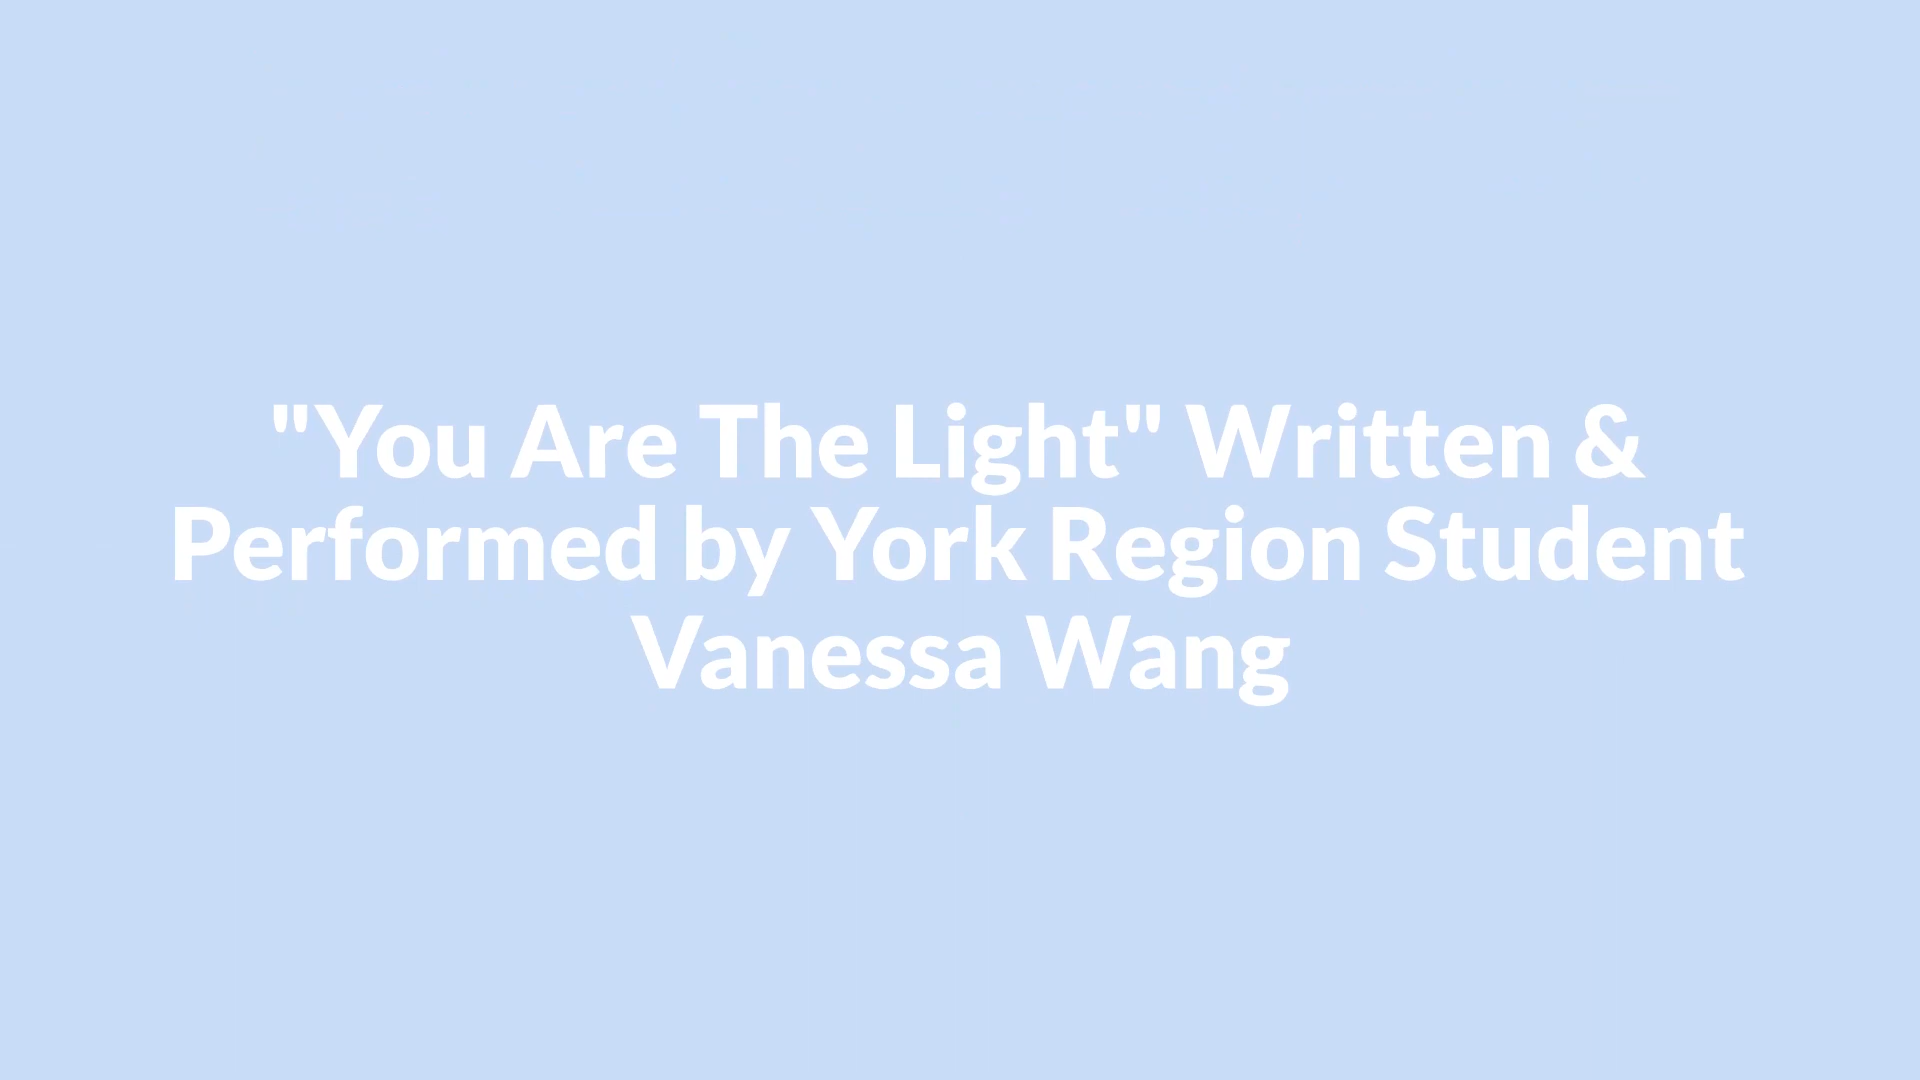 "You Are The Light" Written &
Performed by York Region Student
Vanessa Wang